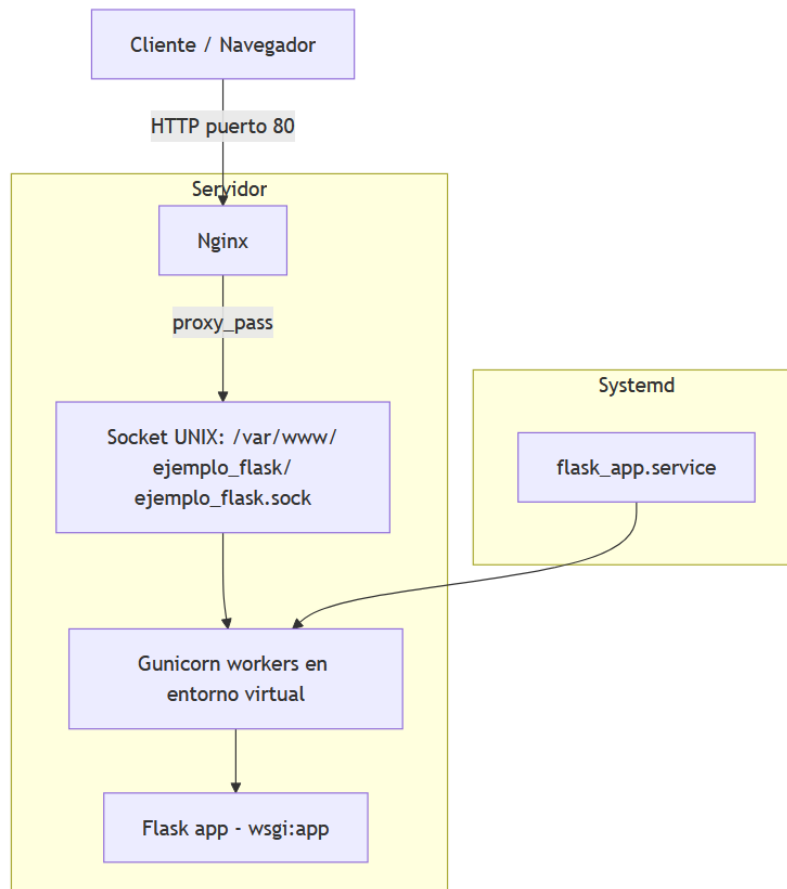 Cliente / Navegador
HTTP puerto 80
Servidor
Nginx
proxy_pass
Socket UNIX: /var/www/
ejemplo_flask/
ejemplo_flask.sock
Systemd
flask_app.service
Gunicorn workers en
entorno virtual
Flask app - wsgi:app